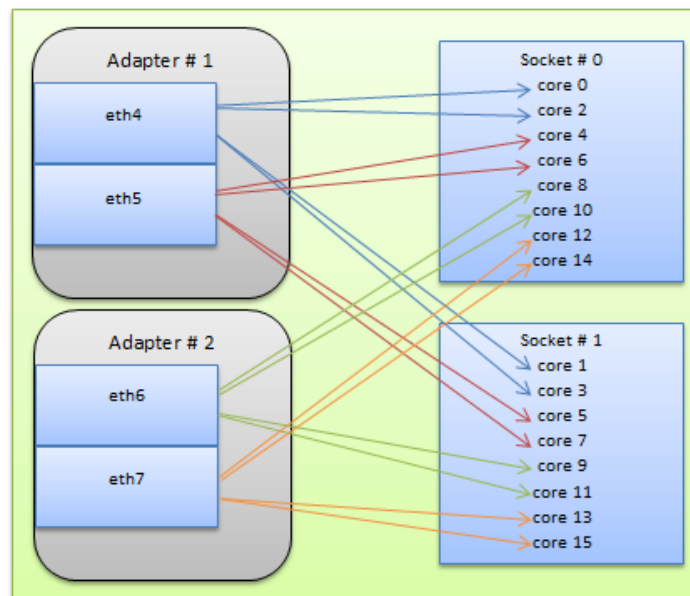 Adapter # 1
eth4
eth5
Adapter # 2
eth6
eth7
Socket # 0
core 0
core 2
core 4
core 6
core 8
core 10
core 12
core 14
Socket # 1
core 1
core 3
core 5
core 7
core 9
core 11
core 13
core 15